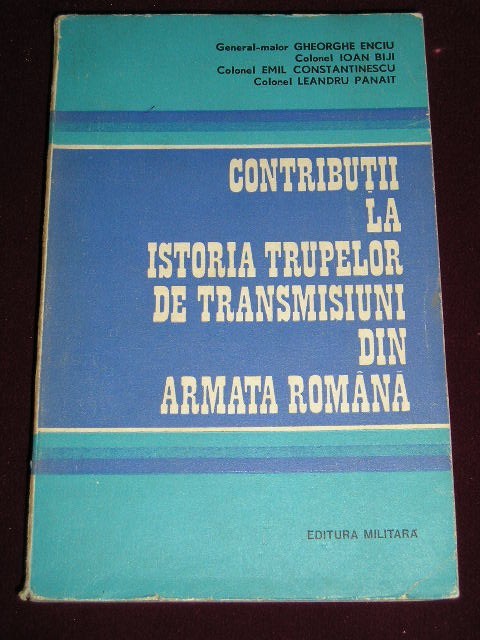 General-maior GHEORGHE ENCIU
Colonel IOAN BIJI
Colonel EMIL CONSTANTINESCU
Colonel LEANDRU PANAIT
CONTRIBUȚII
LA
ISTORIA TRUPELOR
DE TRANSMISIUNI
DIN
ARMATA ROMÂNĂ
EDITURA MILITARĂ